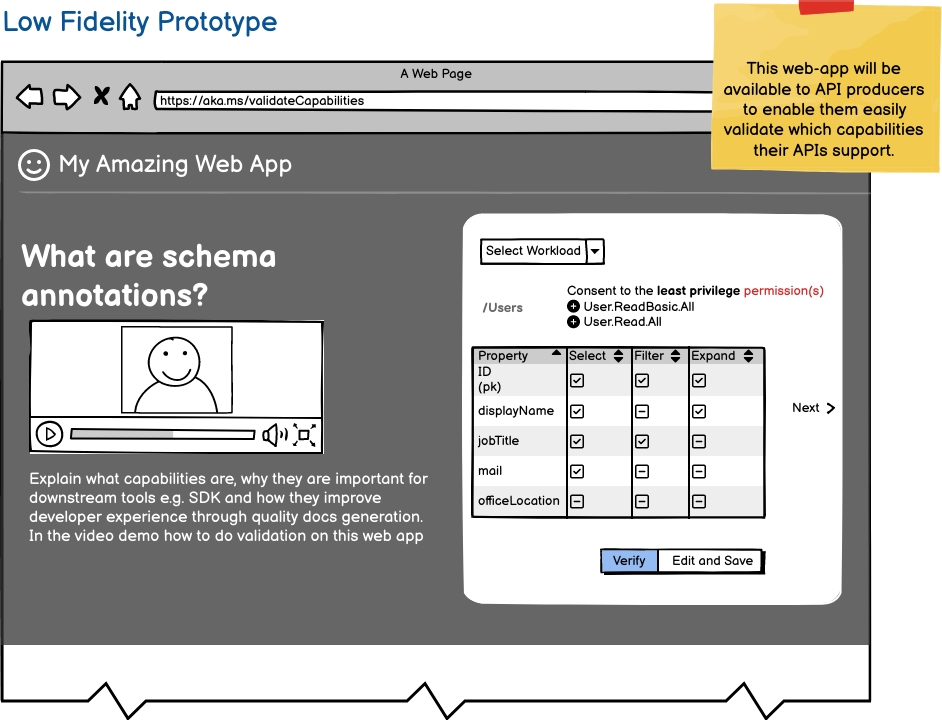 Low Fidelity Prototype
This web-app will be
available to API producers
to enable them easily
validate which capabilities
their APIs support.
A Web Page
https://aka.ms/validateCapabilities
My Amazing Web App
What are schema
annotations?
Explain what capabilities are, why they are important for
downstream tools e.g. SDK and how they improve
developer experience through quality docs generation.
In the video demo how to do validation on this web app
Select Workload
/Users
Consent to the least privilege permission(s)
User.ReadBasic.All
User.Read.All
Property Select Filter Expand
ID
(pk)
displayName
jobTitle
mail
officeLocation
Next
Verify Edit and Save